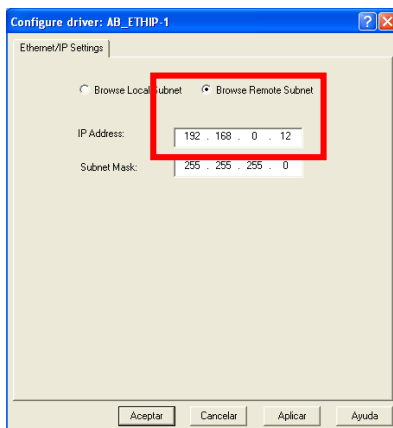 Configure driver: AB_ETHIP-1
Ethernet/IP Settings
Browse Local Subnet Browse Remote Subnet
IP Address: 192 . 168 . 0 . 12
Subnet Mask: 255 . 255 . 255 . 0
Aceptar Cancelar Aplicar Ayuda